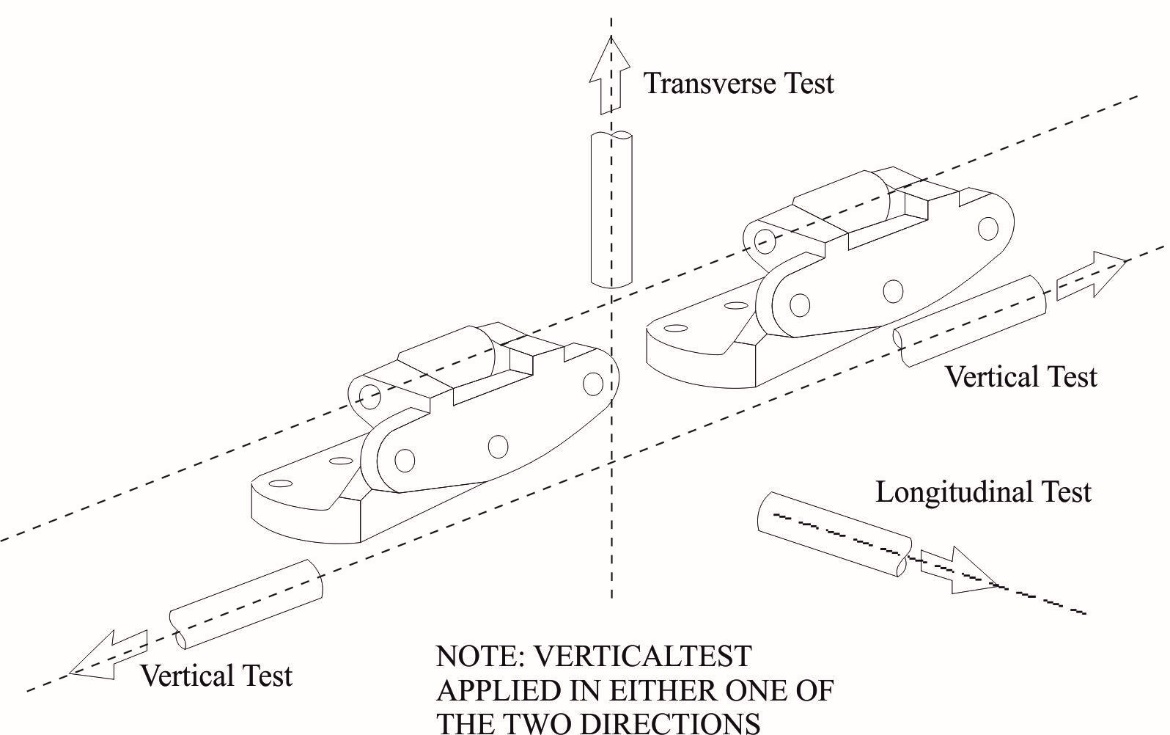 Transverse Test
Vertical Test
Longitudinal Test
Vertical Test
NOTE: VERTICALTEST
APPLIED IN EITHER ONE OF
THE TWO DIRECTIONS